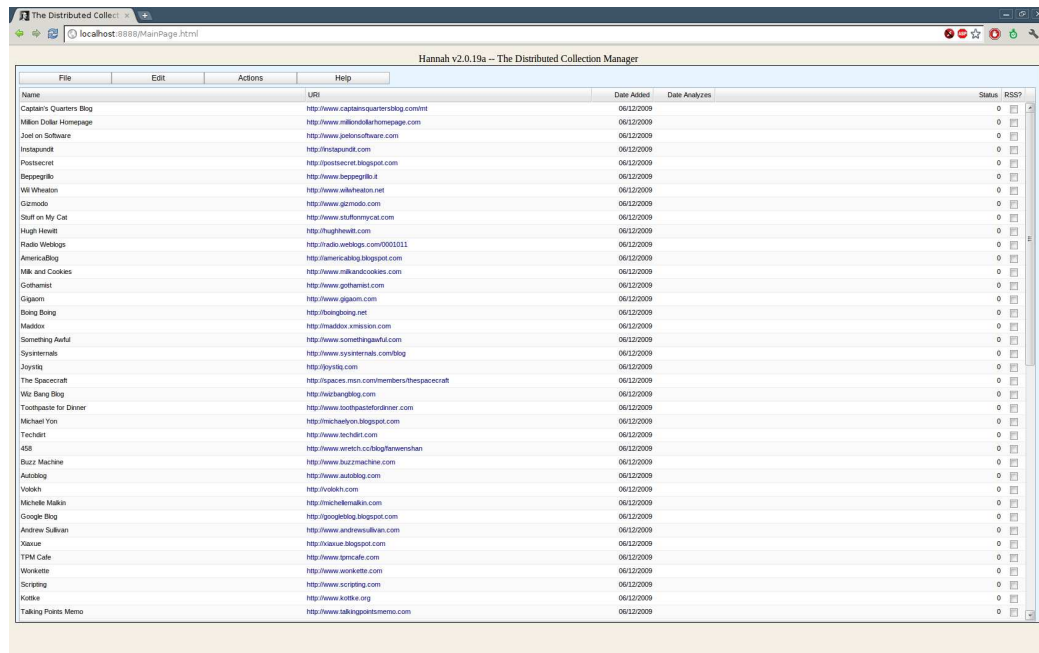 The Distributed Collect
localhost:8888/MainPage.html
Hannah v2.0.19a -- The Distributed Collection Manager
File Edit Actions Help
Name URI Date Added Date Analyzes Status RSS?
Captain's Quarters Blog http://www.captainsquartersblog.com/mt 06/12/2009 0
Million Dollar Homepage http://www.milliondollarhomepage.com 06/12/2009 0
Joel on Software http://www.joelonsoftware.com 06/12/2009 0
Instapundit http://instapundit.com 06/12/2009 0
Postsecret http://postsecret.blogspot.com 06/12/2009 0
Beppegrillo http://www.beppegrillo.it 06/12/2009 0
Wil Wheaton http://www.wilwheaton.net 06/12/2009 0
Gizmodo http://www.gizmodo.com 06/12/2009 0
Stuff on My Cat http://www.stuffonmycat.com 06/12/2009 0
Hugh Hewitt http://hughhewitt.com 06/12/2009 0
Radio Weblogs http://radio.weblogs.com/0001011 06/12/2009 0
AmericaBlog http://americablog.blogspot.com 06/12/2009 0
Milk and Cookies http://www.milkandcookies.com 06/12/2009 0
Gothamist http://www.gothamist.com 06/12/2009 0
Gigaom http://www.gigaom.com 06/12/2009 0
Boing Boing http://boingboing.net 06/12/2009 0
Maddox http://maddox.xmission.com 06/12/2009 0
Something Awful http://www.somethingawful.com 06/12/2009 0
Sysinternals http://www.sysinternals.com/blog 06/12/2009 0
Joystiq http://joystiq.com 06/12/2009 0
The Spacecraft http://spaces.msn.com/members/thespacecraft 06/12/2009 0
Wiz Bang Blog http://wizbangblog.com 06/12/2009 0
Toothpaste for Dinner http://www.toothpastefordinner.com 06/12/2009 0
Michael Yon http://michaelyon.blogspot.com 06/12/2009 0
Techdirt http://www.techdirt.com 06/12/2009 0
458 http://www.wretch.cc/blog/fanwenshan 06/12/2009 0
Buzz Machine http://www.buzzmachine.com 06/12/2009 0
Autoblog http://www.autoblog.com 06/12/2009 0
Volokh http://volokh.com 06/12/2009 0
Michelle Malkin http://michellemalkin.com 06/12/2009 0
Google Blog http://googleblog.blogspot.com 06/12/2009 0
Andrew Sullivan http://www.andrewsullivan.com 06/12/2009 0
Xiaxue http://xiaxue.blogspot.com 06/12/2009 0
TPM Cafe http://www.tpmcafe.com 06/12/2009 0
Wonkette http://www.wonkette.com 06/12/2009 0
Scripting http://www.scripting.com 06/12/2009 0
Kottke http://www.kottke.org 06/12/2009 0
Talking Points Memo http://www.talkingpointsmemo.com 06/12/2009 0